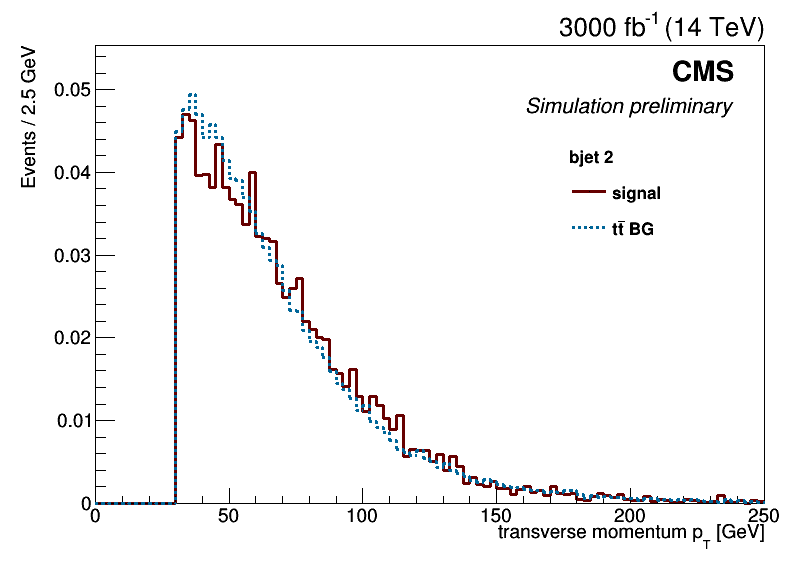 3000 fb⁻¹ (14 TeV)
CMS
Simulation preliminary
bjet 2
signal
tt̄ BG
Events / 2.5 GeV
0.05
0.04
0.03
0.02
0.01
0
0 50 100 150 200 250
transverse momentum p_T [GeV]